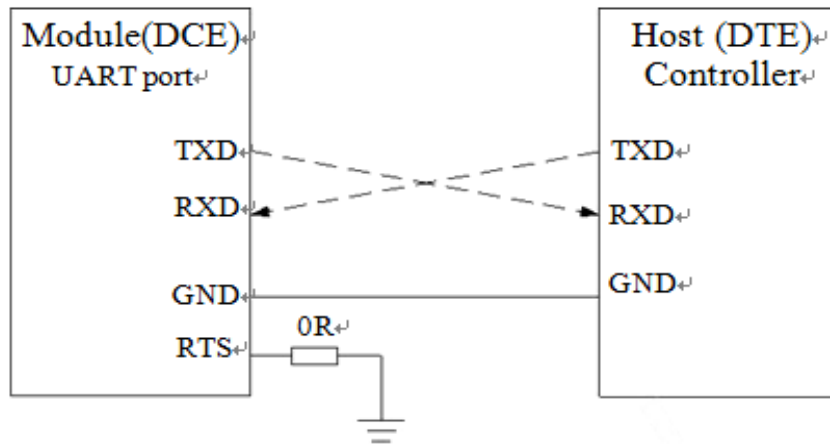 Module(DCE)
UART port
TXD
RXD
GND
RTS
0R
Host (DTE)
Controller
TXD
RXD
GND